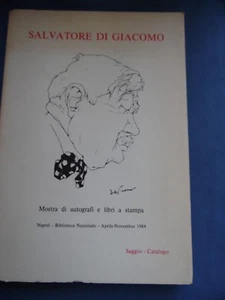 SALVATORE DI GIACOMO
Mostra di autografi e libri a stampa
Napoli - Biblioteca Nazionale - Aprile-Novembre 1984
Saggio - Catalogo